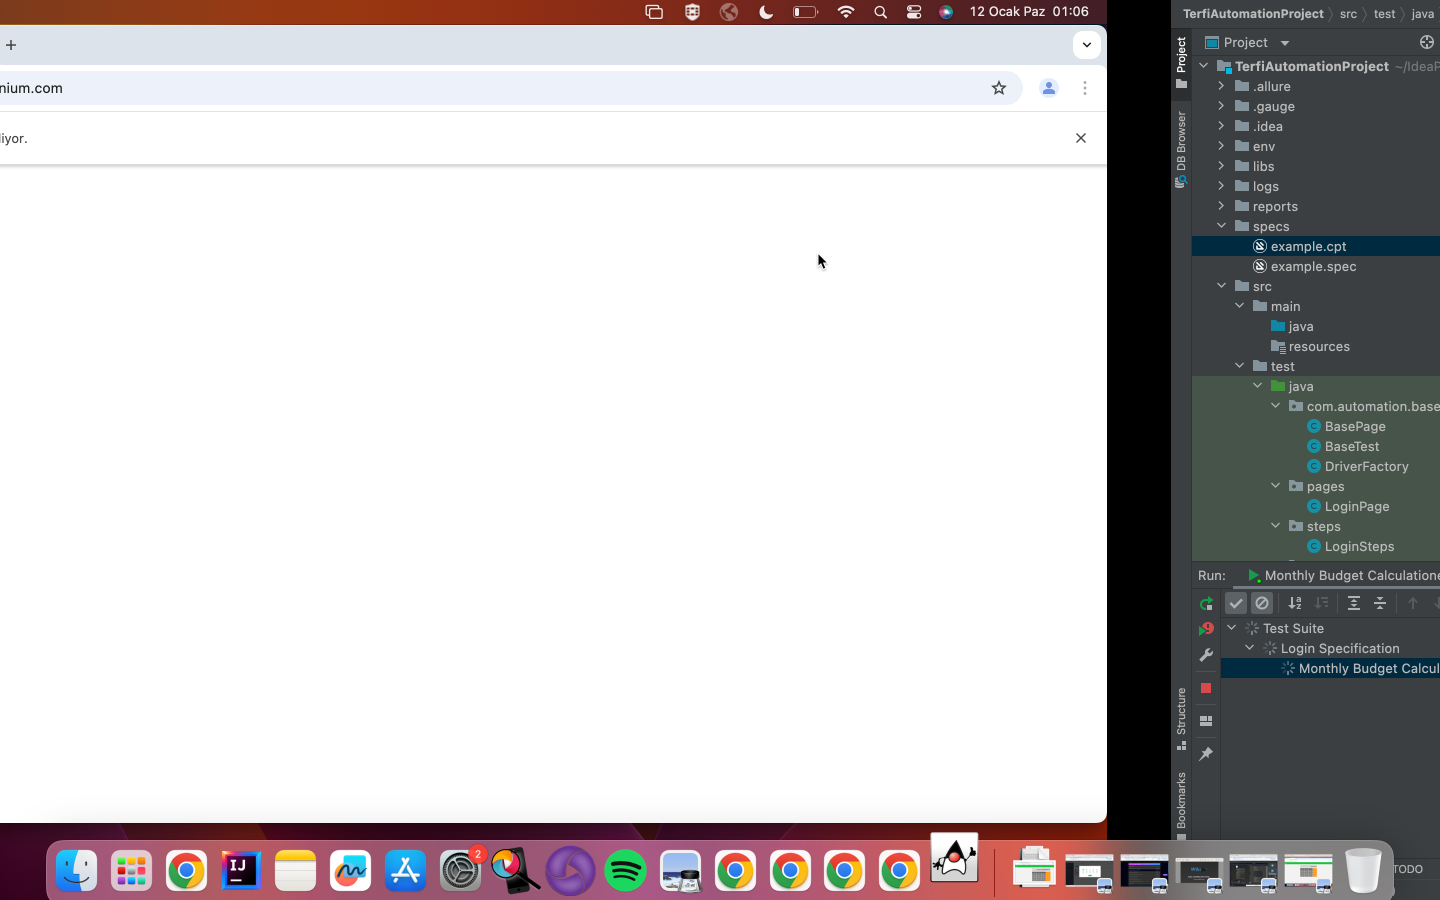 12 Ocak Paz 01:06
nium.com
iyor.
TerfiAutomationProject
src
test
java
Project
Project
DB Browser
Structure
Bookmarks
TerfiAutomationProject
.allure
.gauge
.idea
env
libs
logs
reports
specs
example.cpt
example.spec
src
main
java
resources
test
java
com.automation.base
BasePage
BaseTest
DriverFactory
pages
LoginPage
steps
LoginSteps
Run:
Monthly Budget Calculatione
Test Suite
Login Specification
Monthly Budget Calcul
IJ
2
TODO